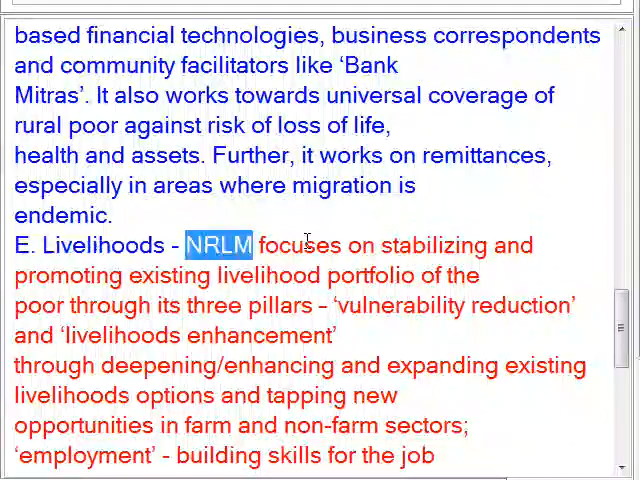 based financial technologies, business correspondents
and community facilitators like ‘Bank
Mitras’. It also works towards universal coverage of
rural poor against risk of loss of life,
health and assets. Further, it works on remittances,
especially in areas where migration is
endemic.
E. Livelihoods - NRLM focuses on stabilizing and
promoting existing livelihood portfolio of the
poor through its three pillars – ‘vulnerability reduction’
and ‘livelihoods enhancement’
through deepening/enhancing and expanding existing
livelihoods options and tapping new
opportunities in farm and non-farm sectors;
‘employment’ - building skills for the job